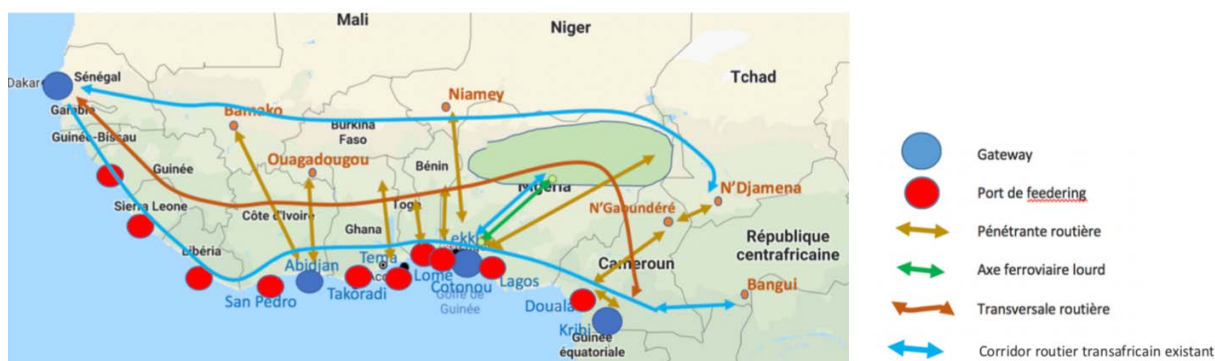 Mali
Niger
Tchad
Dakar
Sénégal
Gambie
Guinée-Bissau
Guinée
Sierra Leone
Libéria
Bamako
Burkina
Faso
Niamey
Ouagadougou
Bénin
Nigéria
Côte d'Ivoire
Togo
Ghana
N'Djamena
N'Gaoundéré
République
centrafricaine
Cameroun
Bangui
Abidjan
San Pedro
Takoradi
Tema
Lomé
Cotonou
Lagos
Golfe de
Guinée
Douala
Kribi
Guinée
équatoriale
Gateway
Port de feedering
Pénétrante routière
Axe ferroviaire lourd
Transversale routière
Corridor routier transafricain existant